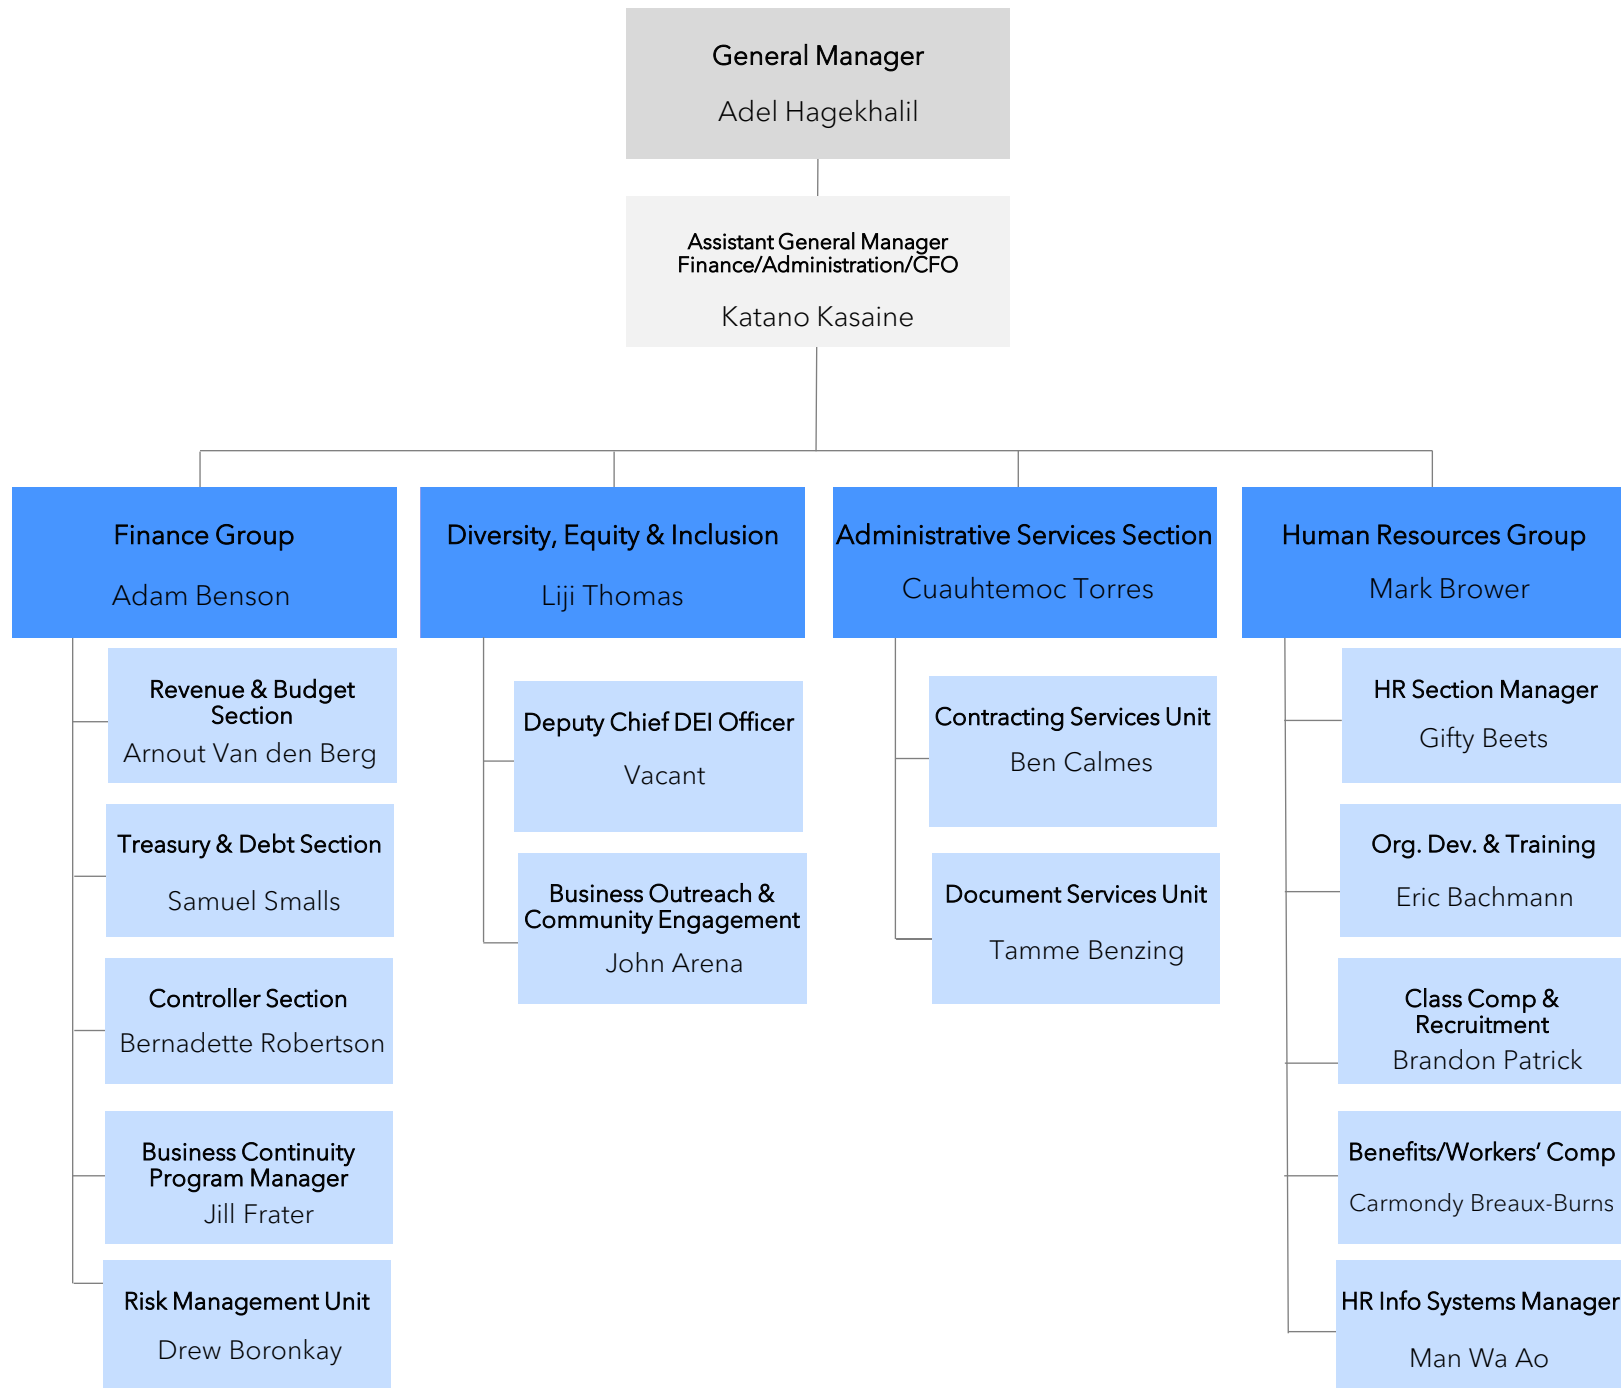 General Manager
Adel Hagekhalil
Assistant General Manager
Finance/Administration/CFO
Katano Kasaine
Finance Group
Adam Benson
Diversity, Equity & Inclusion
Liji Thomas
Administrative Services Section
Cuauhtemoc Torres
Human Resources Group
Mark Brower
Revenue & Budget
Section
Arnout Van den Berg
Treasury & Debt Section
Samuel Smalls
Controller Section
Bernadette Robertson
Business Continuity
Program Manager
Jill Frater
Risk Management Unit
Drew Boronkay
Deputy Chief DEI Officer
Vacant
Business Outreach &
Community Engagement
John Arena
Contracting Services Unit
Ben Calmes
Document Services Unit
Tamme Benzing
HR Section Manager
Gifty Beets
Org. Dev. & Training
Eric Bachmann
Class Comp &
Recruitment
Brandon Patrick
Benefits/Workers’ Comp
Carmondy Breaux-Burns
HR Info Systems Manager
Man Wa Ao